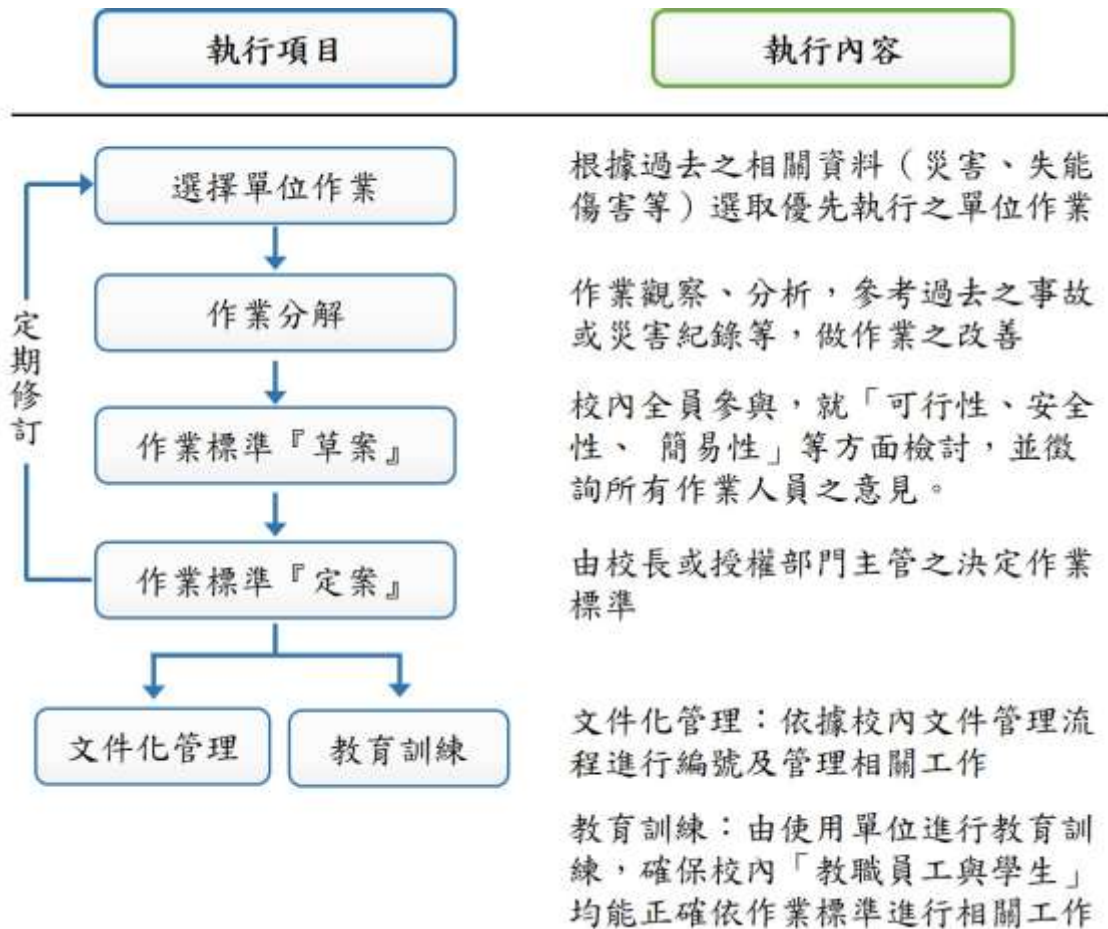 執行項目
執行內容
選擇單位作業
根據過去之相關資料（災害、失能
傷害等）選取優先執行之單位作業
作業分解
作業觀察、分析，參考過去之事故
或災害紀錄等，做作業之改善
定期修訂
作業標準『草案』
校內全員參與，就「可行性、安全
性、 簡易性」等方面檢討，並徵
詢所有作業人員之意見。
作業標準『定案』
由校長或授權部門主管之決定作業
標準
文件化管理
教育訓練
文件化管理：依據校內文件管理流
程進行編號及管理相關工作
教育訓練：由使用單位進行教育訓
練，確保校內「教職員工與學生」
均能正確依作業標準進行相關工作